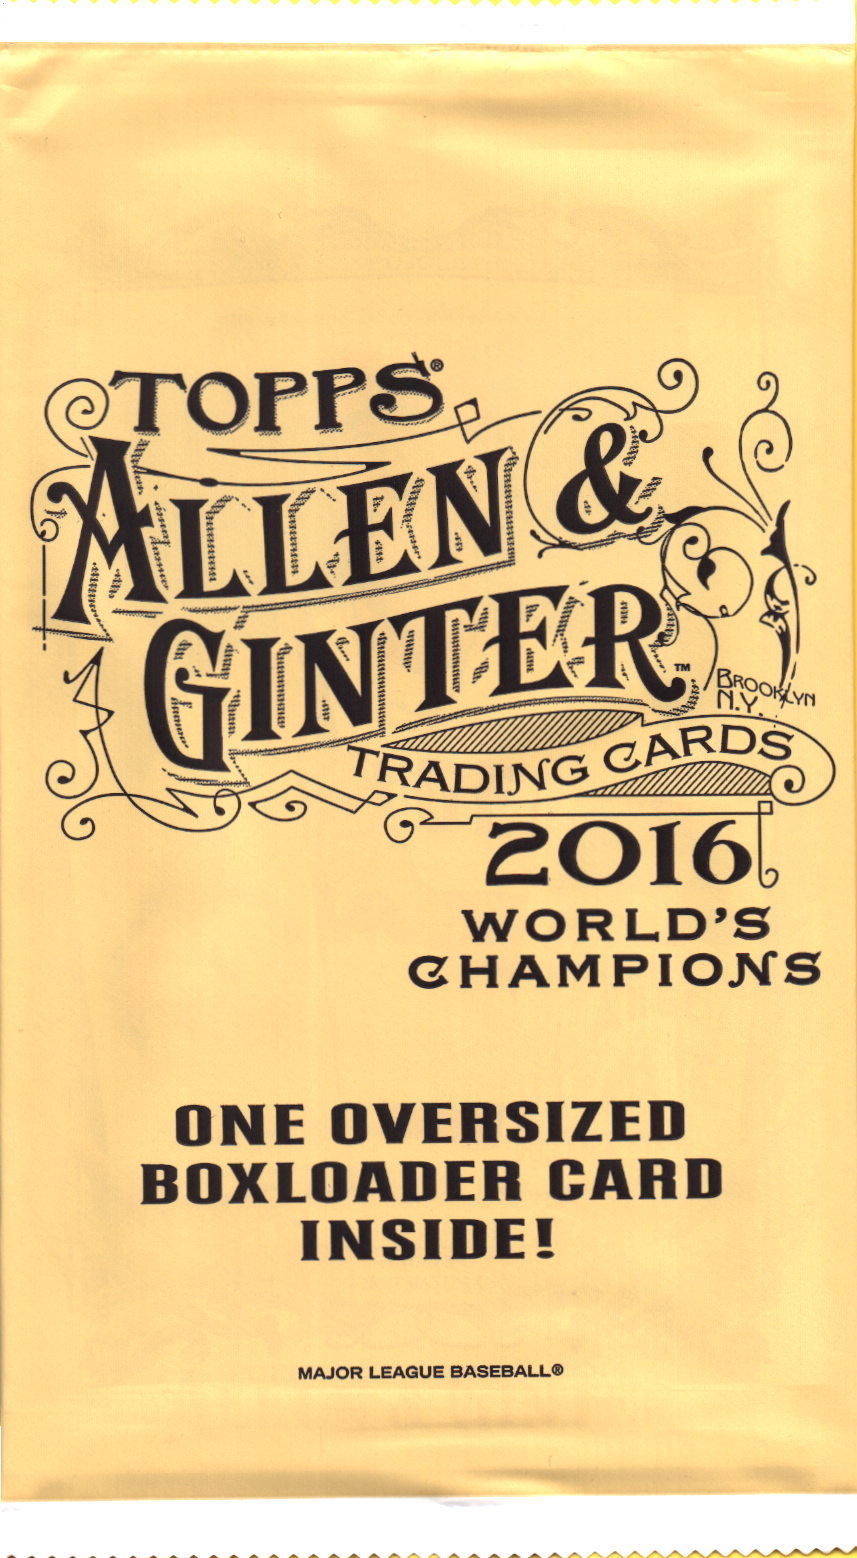 TOPPS®
ALLEN &
GINTER™
BROOKLYN
N.Y.
TRADING CARDS
2016
WORLD'S
CHAMPIONS
ONE OVERSIZED
BOXLOADER CARD
INSIDE!
MAJOR LEAGUE BASEBALL®